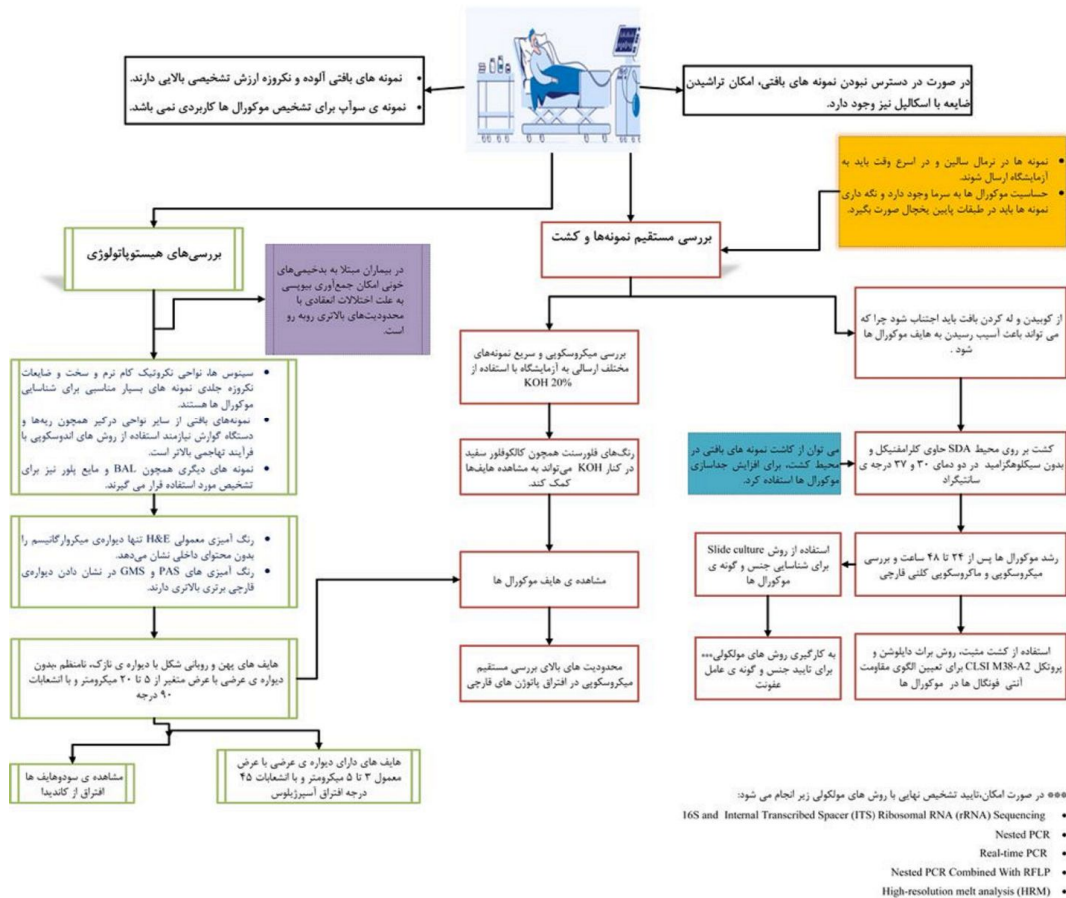 در صورت در دسترس نبودن نمونه های بافتی، امکان تراشیدن
ضایعه با اسکالپل نیز وجود دارد.
نمونه های بافتی آلوده و نکروزه ارزش تشخیصی بالایی دارند.
نمونه ی سوآپ برای تشخیص موکورال ها کاربردی نمی باشد.
نمونه ها در نرمال سالین و در اسرع وقت باید به
آزمایشگاه ارسال شوند.
حساسیت موکورال ها به سرما وجود دارد و نگه داری
نمونه ها باید در طبقات پایین یخچال صورت بگیرد.
بررسی مستقیم نمونه‌ها و کشت
بررسی‌های هیستوپاتولوژی
در بیماران مبتلا به بدخیمی‌های
خونی امکان جمع‌آوری بیوپسی
به علت اختلالات انعقادی با
محدودیت‌های بالاتری روبه رو
است.
از کوبیدن و له کردن بافت باید اجتناب شود چرا که
می تواند باعث آسیب رسیدن به هایف موکورال ها
شود .
کشت بر روی محیط SDA حاوی کلرامفنیکل و
بدون سیکلوهگزامید در دو دمای ۳۰ و ۳۷ درجه ی
سانتیگراد
می توان از کاشت نمونه های بافتی در
محیط کشت، برای افزایش جداسازی
موکورال ها استفاده کرد.
رشد موکورال ها پس از ۲۴ تا ۴۸ ساعت و بررسی
میکروسکوپی و ماکروسکوپی کلنی قارچی
استفاده از روش Slide culture
برای شناسایی جنس و گونه ی
موکورال ها
استفاده از کشت مثبت، روش براث دایلوشن و
پروتکل CLSI M38-A2 برای تعیین الگوی مقاومت
آنتی فونگال ها در موکورال ها
به کارگیری روش های مولکولی***
برای تایید جنس و گونه ی عامل
عفونت
بررسی میکروسکوپی و سریع نمونه‌های
مختلف ارسالی به آزمایشگاه با استفاده از
KOH 20%
رنگ‌های فلورسنت همچون کالکوفلور سفید
در کنار KOH می‌تواند به مشاهده هایف‌ها
کمک کند.
مشاهده ی هایف موکورال ها
محدودیت های بالای بررسی مستقیم
میکروسکوپی در افتراق پاتوژن های قارچی
سینوس ها، نواحی نکروتیک کام نرم و سخت و ضایعات
نکروزه جلدی نمونه های بسیار مناسبی برای شناسایی
موکورال ها هستند.
نمونه‌های بافتی از سایر نواحی درگیر همچون ریه‌ها و
دستگاه گوارش نیازمند استفاده از روش های اندوسکوپی با
فرآیند تهاجمی بالاتر است.
نمونه های دیگری همچون BAL و مایع پلور نیز برای
تشخیص مورد استفاده قرار می گیرند.
رنگ آمیزی معمولی H&E تنها دیواره‌ی میکروارگانیسم را
بدون محتوای داخلی نشان می‌دهد.
رنگ آمیزی های PAS و GMS در نشان دادن دیواره‌ی
قارچی برتری بالاتری دارند.
هایف های پهن و روبانی شکل با دیواره ی نازک، نامنظم ،بدون
دیواره ی عرضی با عرض متغیر از ۵ تا ۲۰ میکرومتر و با انشعابات
۹۰ درجه
هایف های دارای دیواره ی عرضی با عرض
معمول ۳ تا ۵ میکرومتر و با انشعابات ۴۵
درجه افتراق آسپرژیلوس
مشاهده ی سودوهایف ها
افتراق از کاندیدا
*** در صورت امکان،تایید تشخیص نهایی با روش های مولکولی زیر انجام می شود:
16S and Internal Transcribed Spacer (ITS) Ribosomal RNA (rRNA) Sequencing
Nested PCR
Real-time PCR
Nested PCR Combined With RFLP
High-resolution melt analysis (HRM)